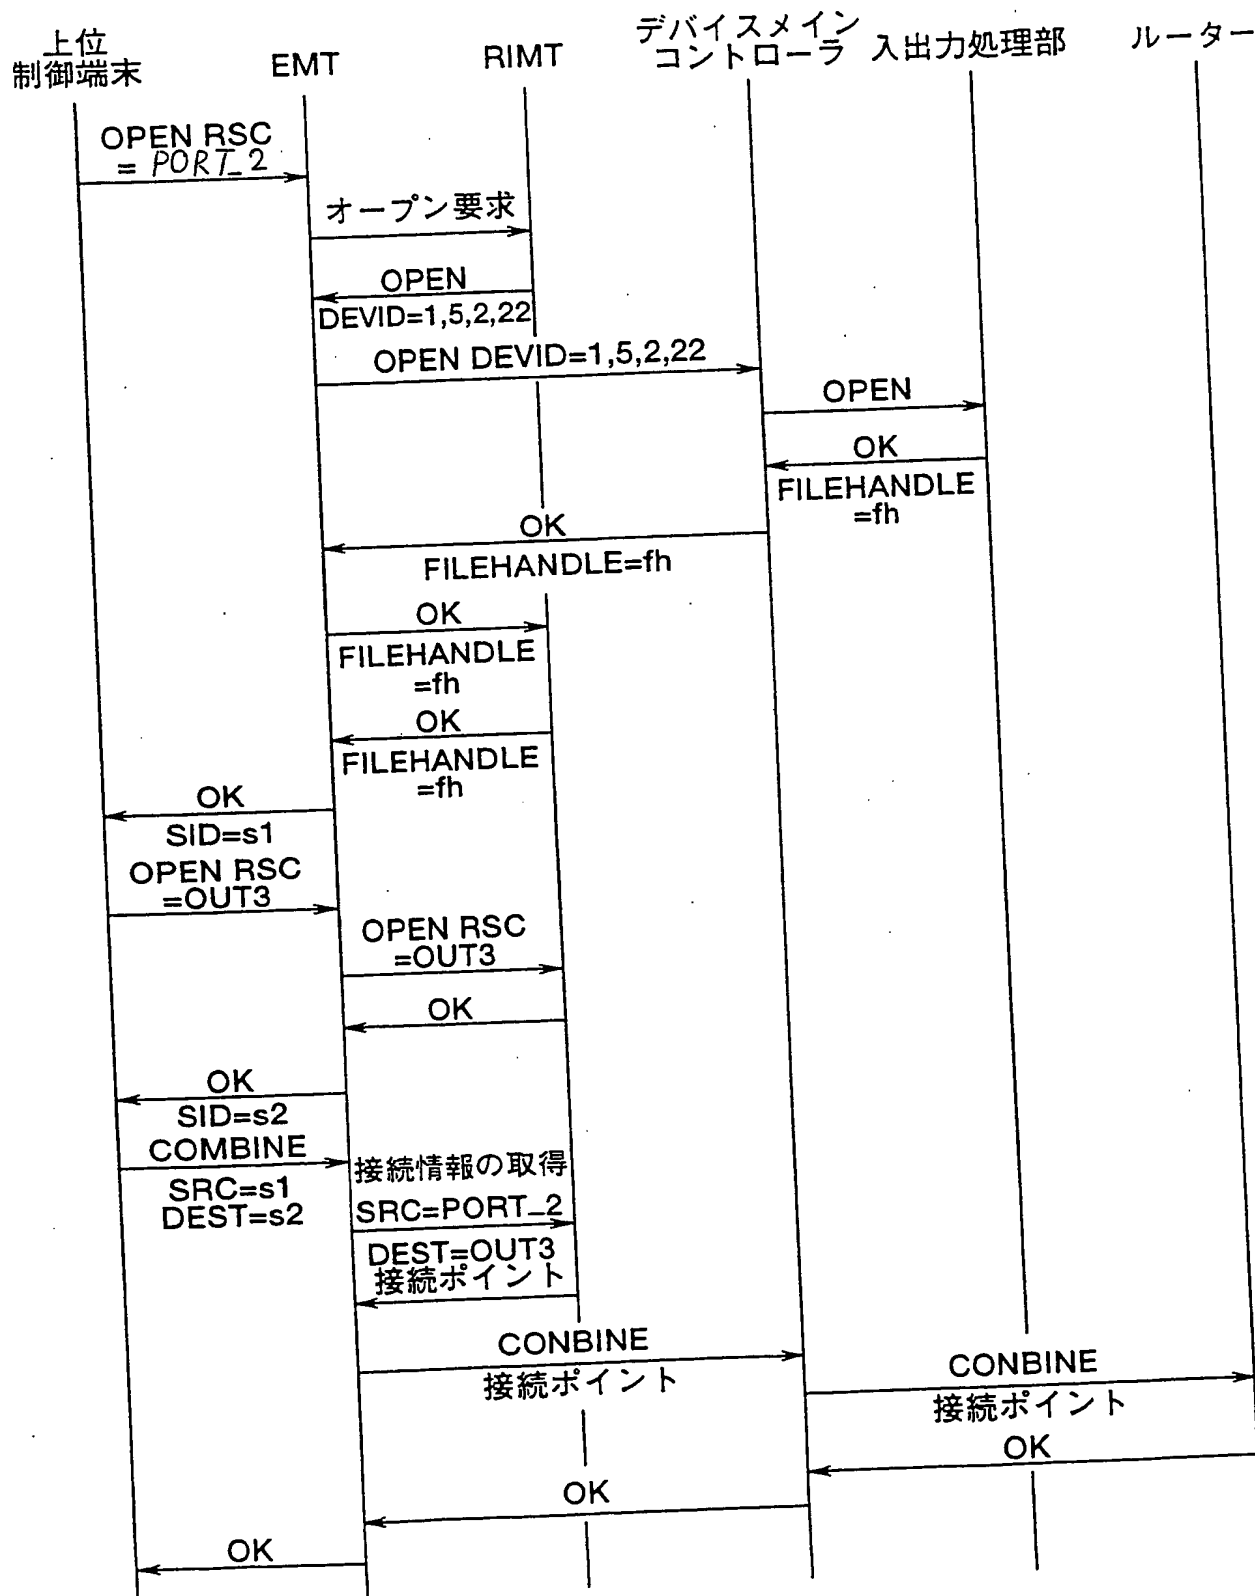 上位
制御端末
EMT
RIMT
デバイスメイン
コントローラ
入出力処理部
ルーター
OPEN RSC
= PORT_2
オープン要求
OPEN
DEVID=1,5,2,22
OPEN DEVID=1,5,2,22
OPEN
OK
FILEHANDLE
=fh
OK
FILEHANDLE=fh
OK
FILEHANDLE
=fh
OK
FILEHANDLE
=fh
OK
SID=s1
OPEN RSC
=OUT3
OPEN RSC
=OUT3
OK
OK
SID=s2
COMBINE
SRC=s1
DEST=s2
接続情報の取得
SRC=PORT_2
DEST=OUT3
接続ポイント
CONBINE
接続ポイント
CONBINE
接続ポイント
OK
OK
OK